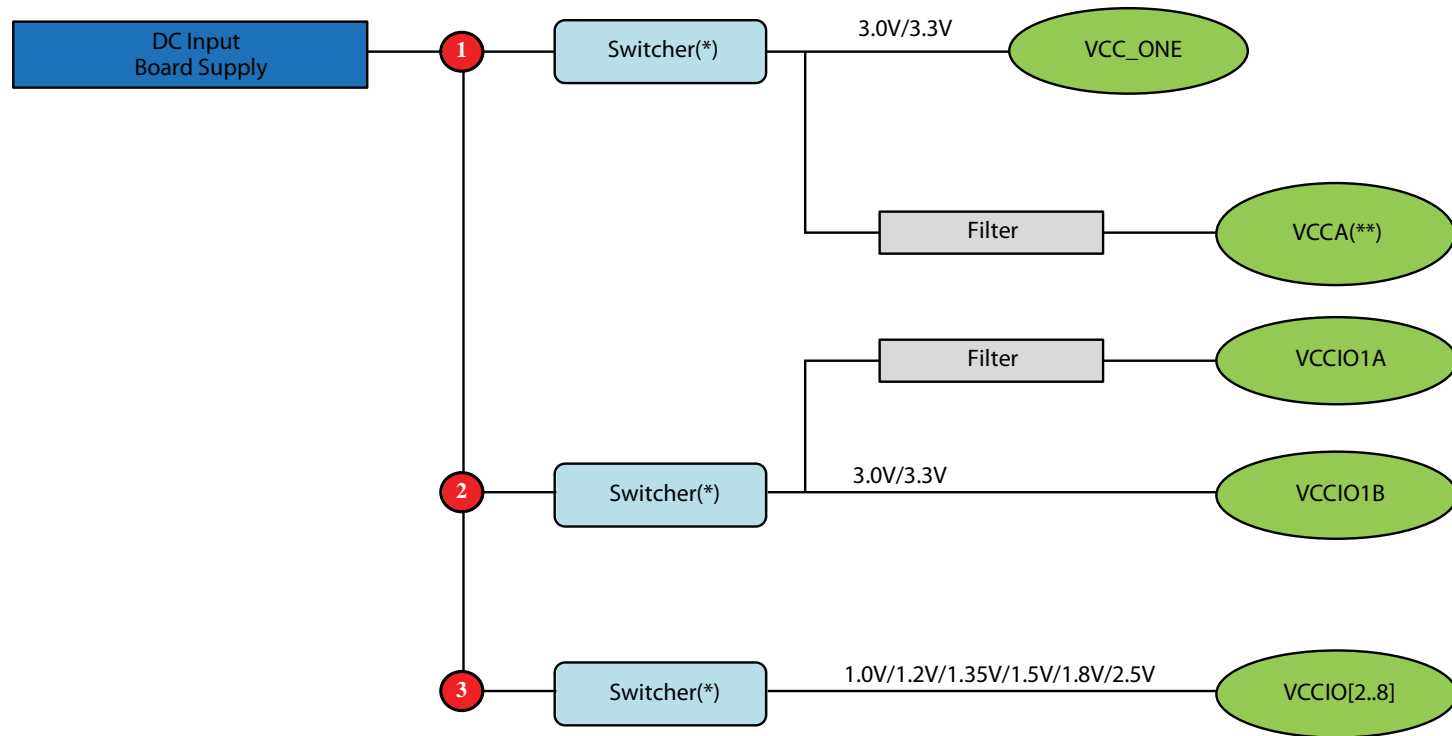 DC Input
Board Supply
1
Switcher(*)
3.0V/3.3V
VCC_ONE
Filter
VCCA(**)
Filter
VCCIO1A
2
Switcher(*)
3.0V/3.3V
VCCIO1B
3
Switcher(*)
1.0V/1.2V/1.35V/1.5V/1.8V/2.5V
VCCIO[2..8]